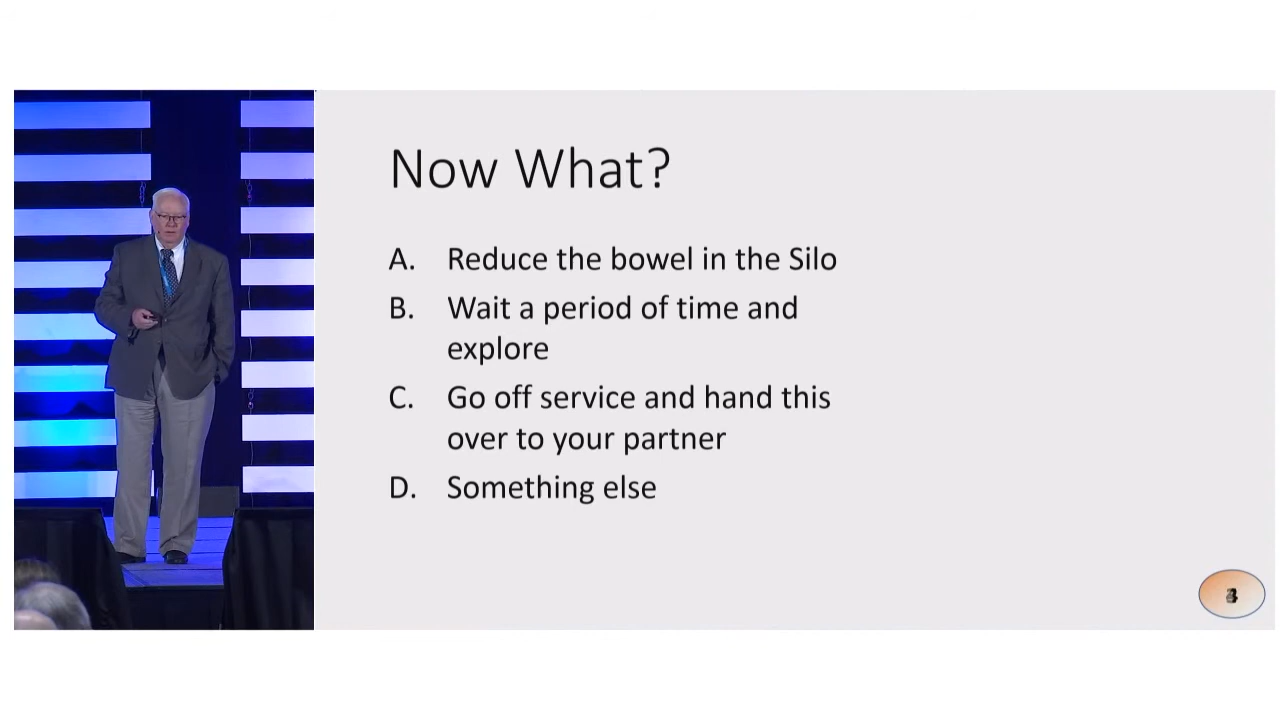 Now What?
A. Reduce the bowel in the Silo
B. Wait a period of time and
explore
C. Go off service and hand this
over to your partner
D. Something else